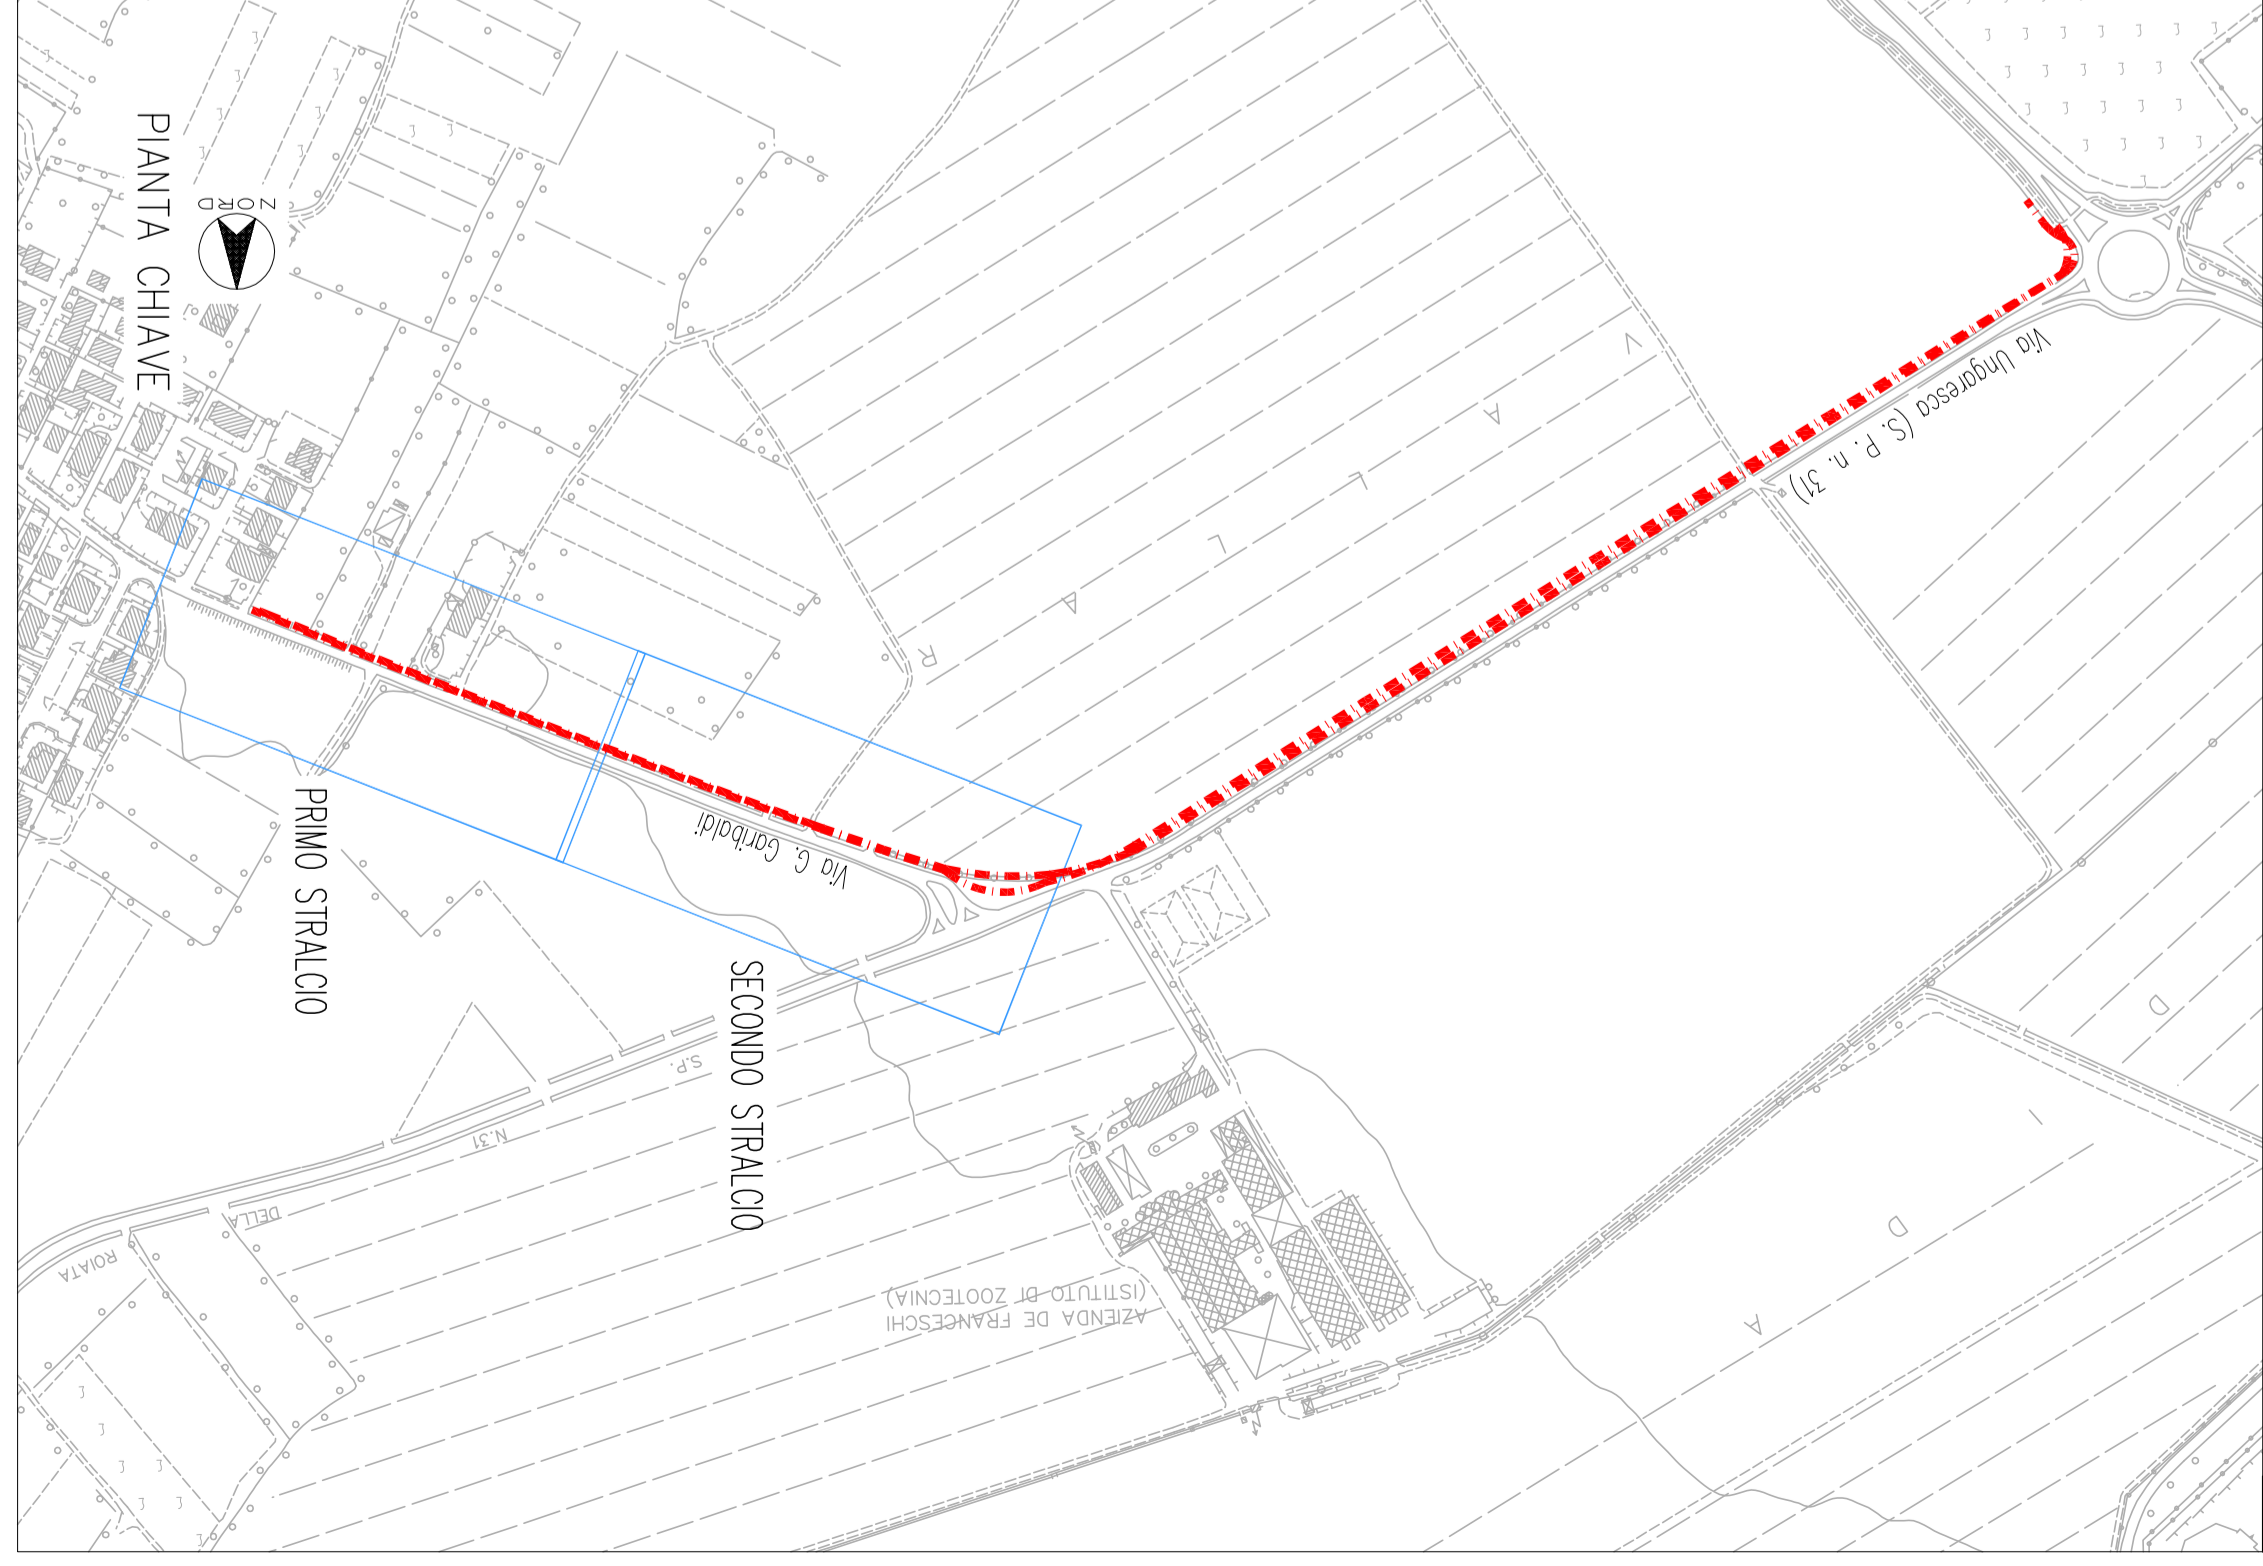 PIANTA CHIAVE
NORD
Via Ungaresca (S. P. n. 31)
V
A
L
L
A
R
Via G. Garibaldi
PRIMO STRALCIO
SECONDO STRALCIO
S.P.
N.31
DELLA
ROIATA
AZIENDA DE FRANCESCHI
(ISTITUTO DI ZOOTECNIA)
D
I
D
A